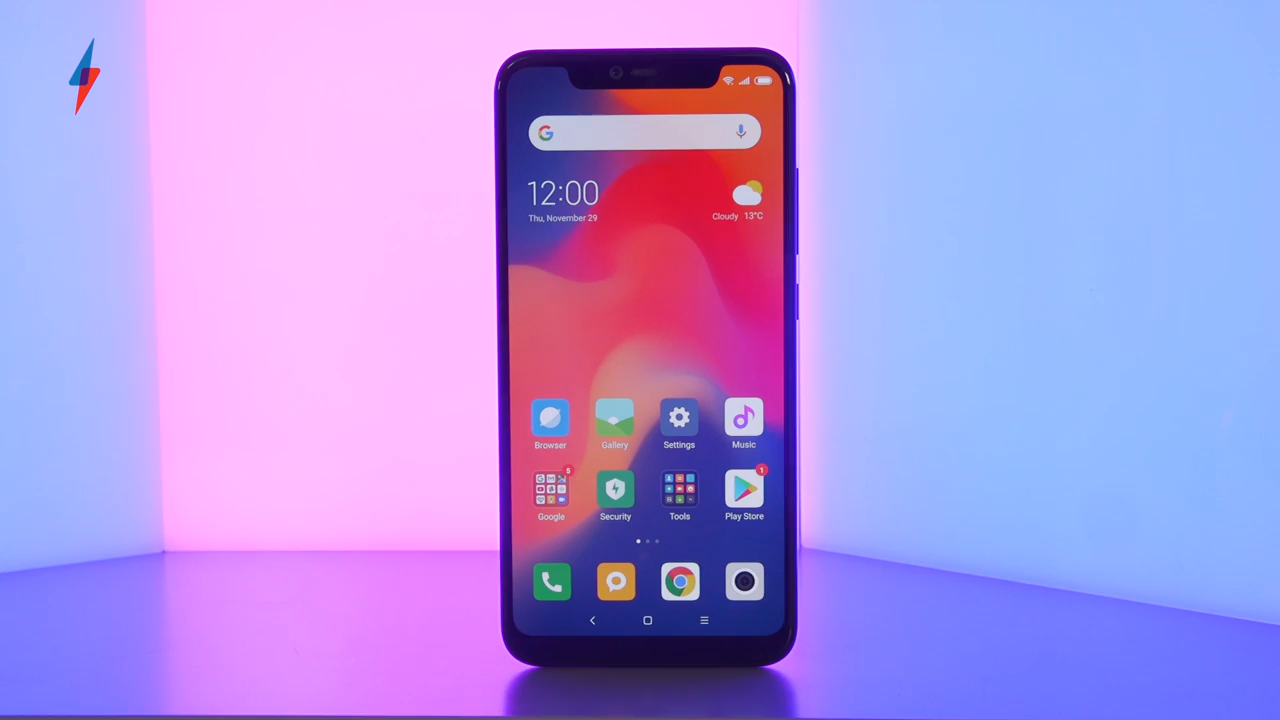 12:00
Thu, November 29
Cloudy 13°C
Browser
Gallery
Settings
Music
5
1
Google
Security
Tools
Play Store